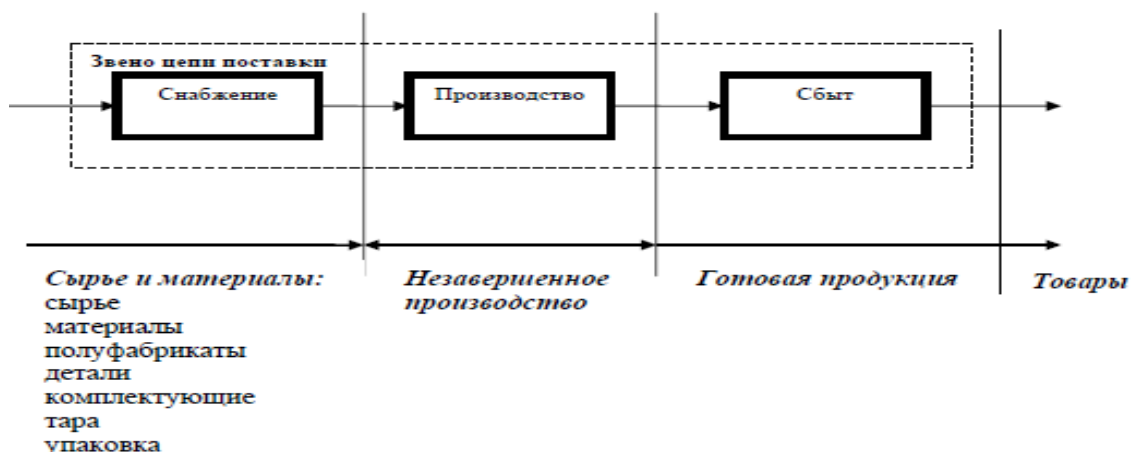 Звено цепи поставки
Снабжение
Производство
Сбыт
Сырье и материалы:
сырье
материалы
полуфабрикаты
детали
комплектующие
тара
упаковка
Незавершенное
производство
Готовая продукция
Товары